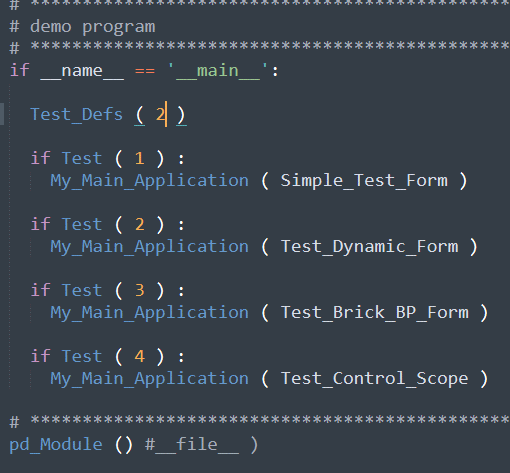 # **********************************************
# demo program
# **********************************************
if __name__ == '__main__':
Test_Defs ( 2 )
if Test ( 1 ) :
My_Main_Application ( Simple_Test_Form )
if Test ( 2 ) :
My_Main_Application ( Test_Dynamic_Form )
if Test ( 3 ) :
My_Main_Application ( Test_Brick_BP_Form )
if Test ( 4 ) :
My_Main_Application ( Test_Control_Scope )
# **********************************************
pd_Module () #__file__ )